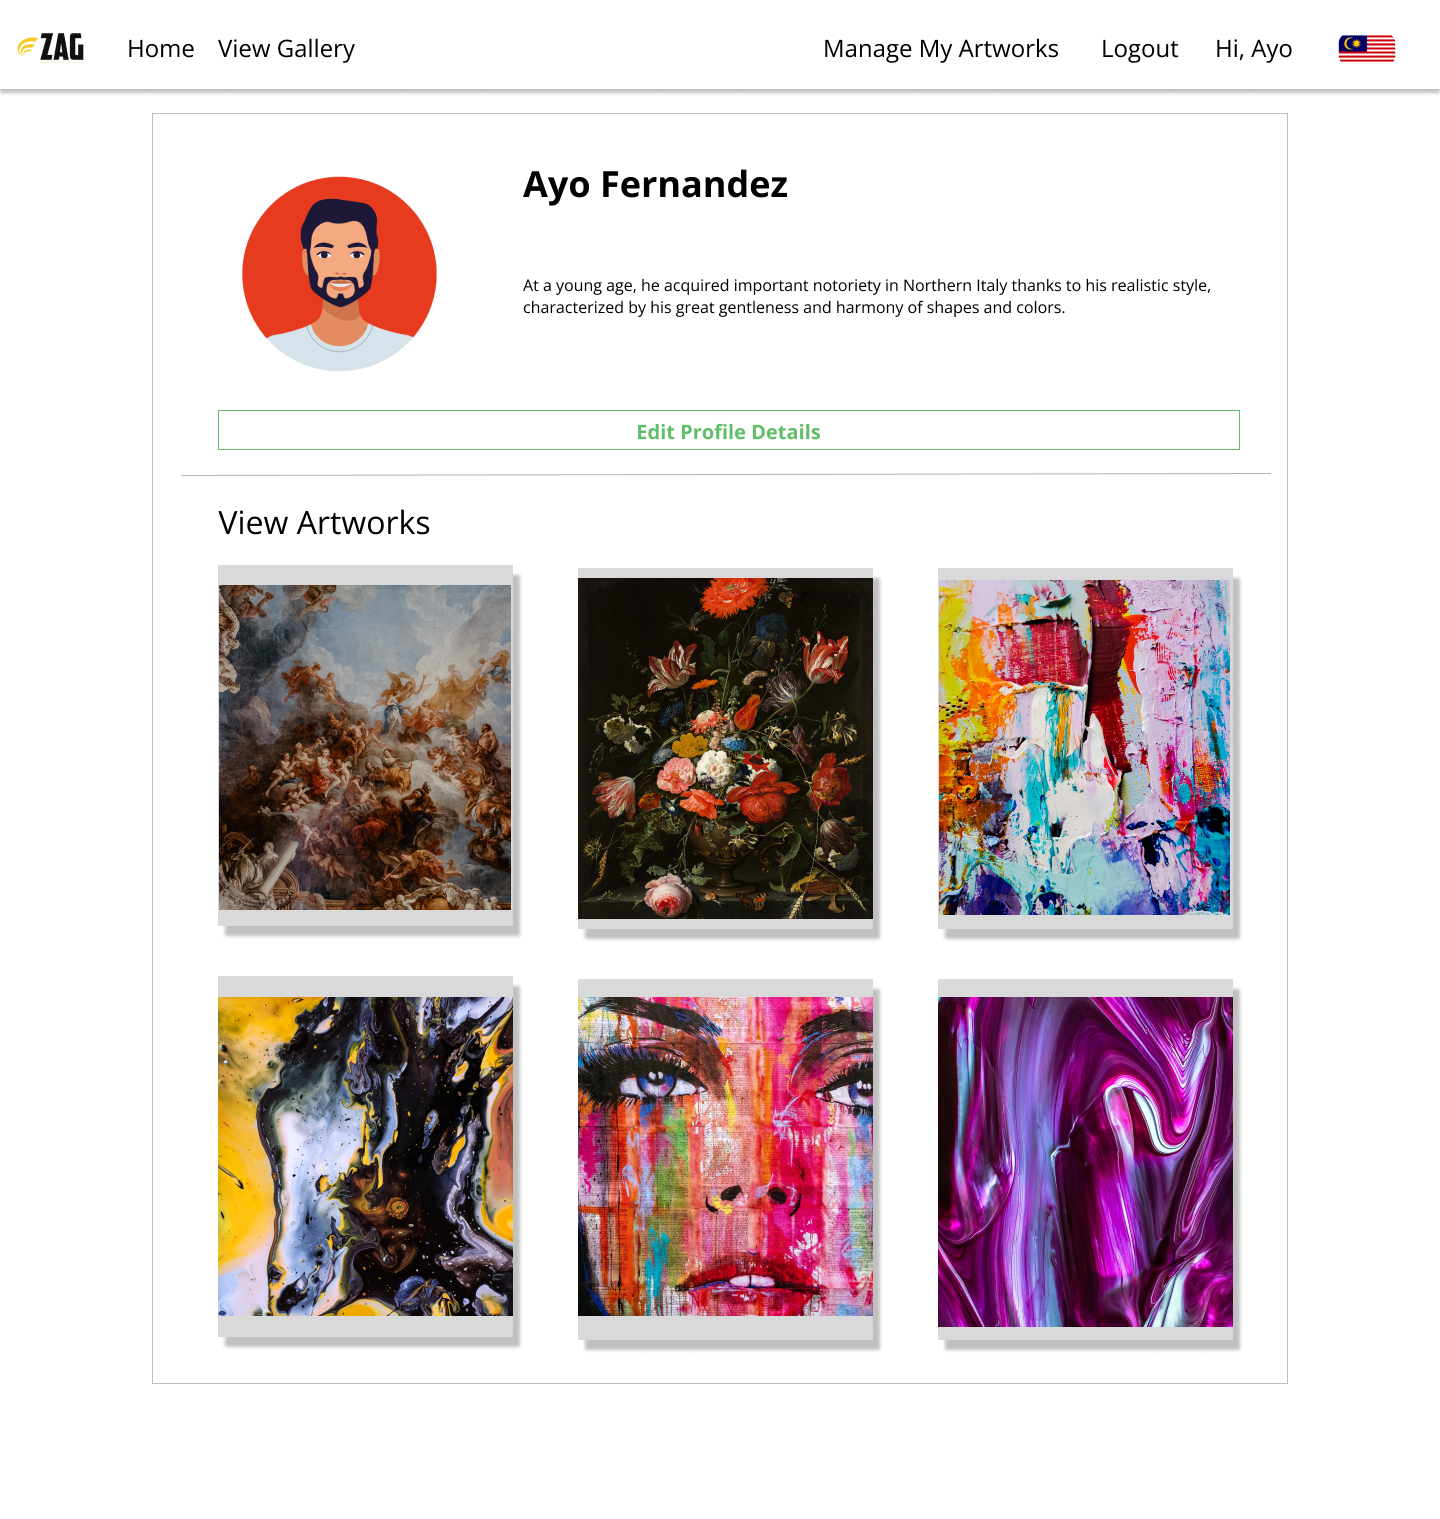 ZAG
Home
View Gallery
Manage My Artworks
Logout
Hi, Ayo
Ayo Fernandez
At a young age, he acquired important notoriety in Northern Italy thanks to his realistic style,
characterized by his great gentleness and harmony of shapes and colors.
Edit Profile Details
View Artworks